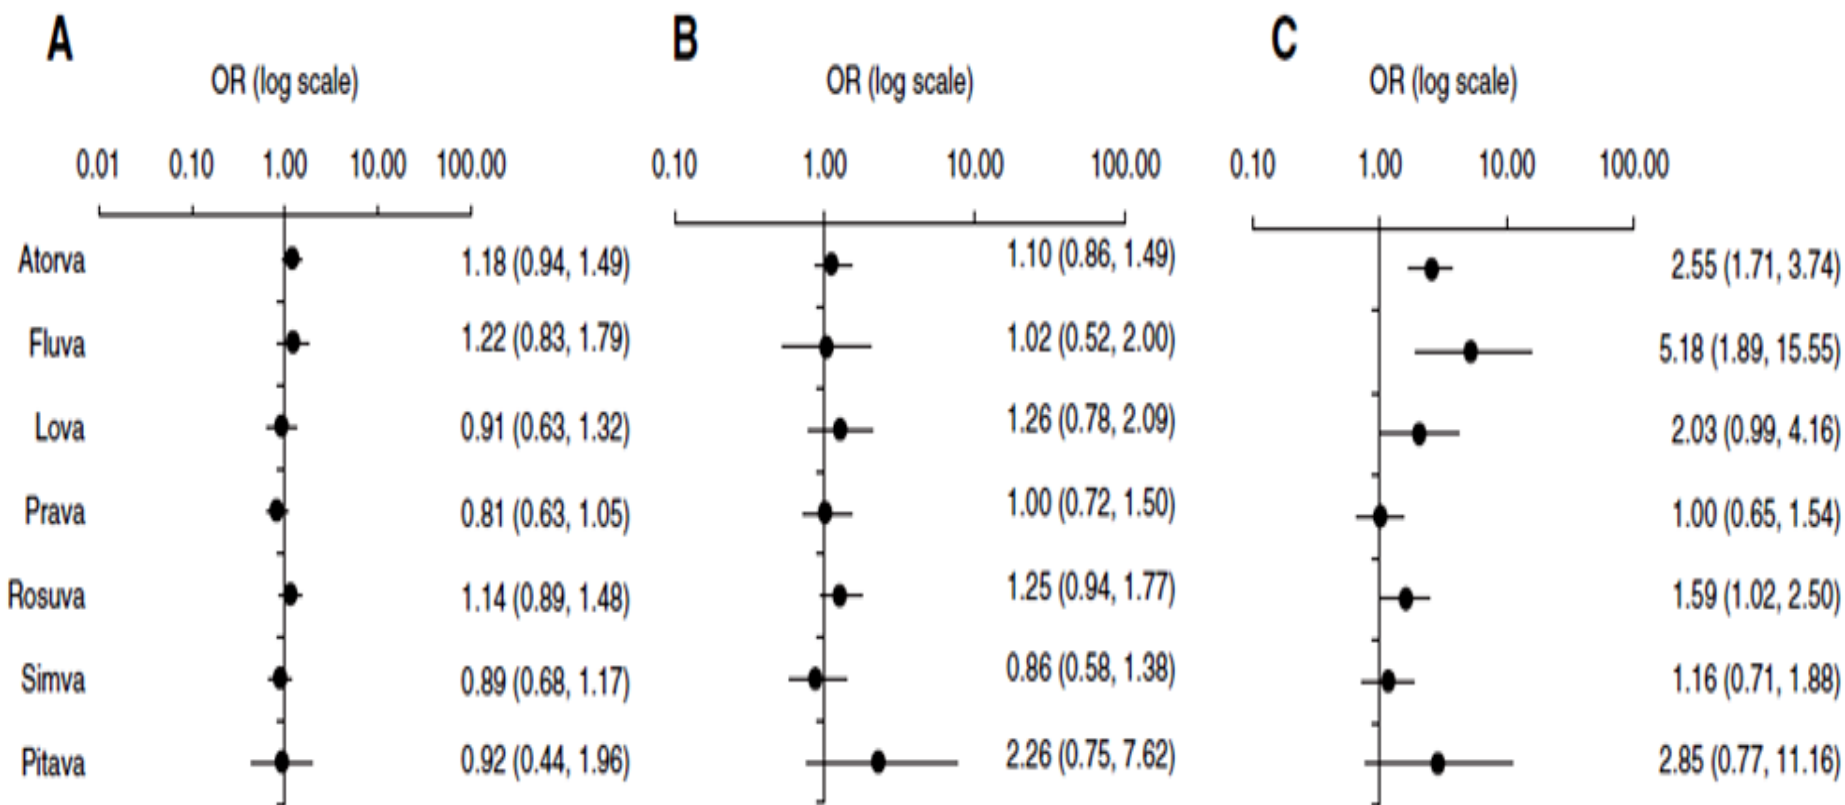 A B C
OR (log scale) OR (log scale) OR (log scale)
0.01 0.10 1.00 10.00 100.00 0.10 1.00 10.00 100.00 0.10 1.00 10.00 100.00
Atorva 1.18 (0.94, 1.49) 1.10 (0.86, 1.49) 2.55 (1.71, 3.74)
Fluva 1.22 (0.83, 1.79) 1.02 (0.52, 2.00) 5.18 (1.89, 15.55)
Lova 0.91 (0.63, 1.32) 1.26 (0.78, 2.09) 2.03 (0.99, 4.16)
Prava 0.81 (0.63, 1.05) 1.00 (0.72, 1.50) 1.00 (0.65, 1.54)
Rosuva 1.14 (0.89, 1.48) 1.25 (0.94, 1.77) 1.59 (1.02, 2.50)
Simva 0.89 (0.68, 1.17) 0.86 (0.58, 1.38) 1.16 (0.71, 1.88)
Pitava 0.92 (0.44, 1.96) 2.26 (0.75, 7.62) 2.85 (0.77, 11.16)